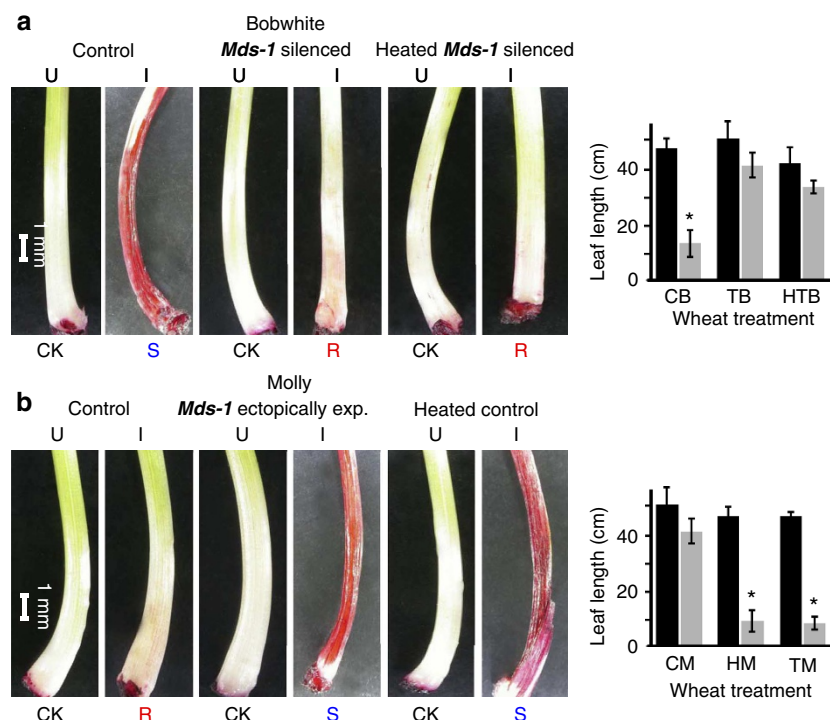 a
Bobwhite
Control Mds-1 silenced Heated Mds-1 silenced
U I U I U I
1 mm
CK S CK R CK R
Leaf length (cm)
40
20
0
CB TB HTB
*
Wheat treatment
b
Molly
Control Mds-1 ectopically exp. Heated control
U I U I U I
1 mm
CK R CK S CK S
Leaf length (cm)
40
20
0
* *
CM HM TM
Wheat treatment